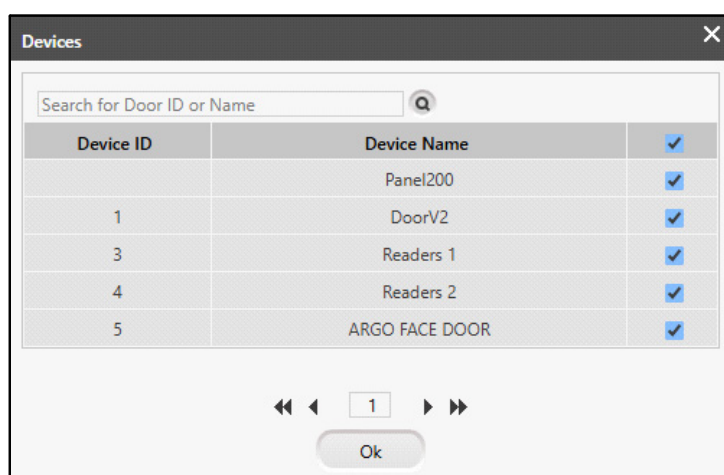 Devices
Search for Door ID or Name
Device ID Device Name
Panel200
1 DoorV2
3 Readers 1
4 Readers 2
5 ARGO FACE DOOR
1
Ok